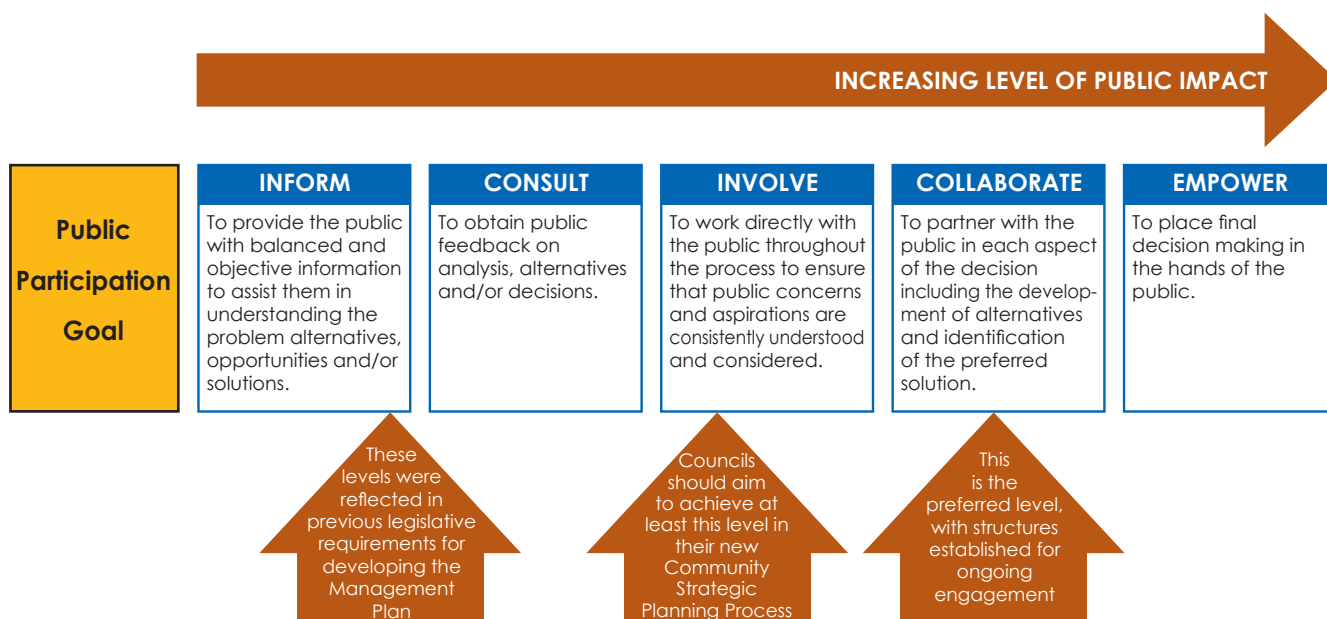 INCREASING LEVEL OF PUBLIC IMPACT
Public
Participation
Goal
INFORM
To provide the public
with balanced and
objective information
to assist them in
understanding the
problem alternatives,
opportunities and/or
solutions.
CONSULT
To obtain public
feedback on
analysis, alternatives
and/or decisions.
INVOLVE
To work directly with
the public throughout
the process to ensure
that public concerns
and aspirations are
consistently understood
and considered.
COLLABORATE
To partner with the
public in each aspect
of the decision
including the develop-
ment of alternatives
and identification
of the preferred
solution.
EMPOWER
To place final
decision making in
the hands of the
public.
These
levels were
reflected in
previous legislative
requirements for
developing the
Management
Plan
Councils
should aim
to achieve at
least this level in
their new
Community
Strategic
Planning Process
This
is the
preferred level,
with structures
established for
ongoing
engagement